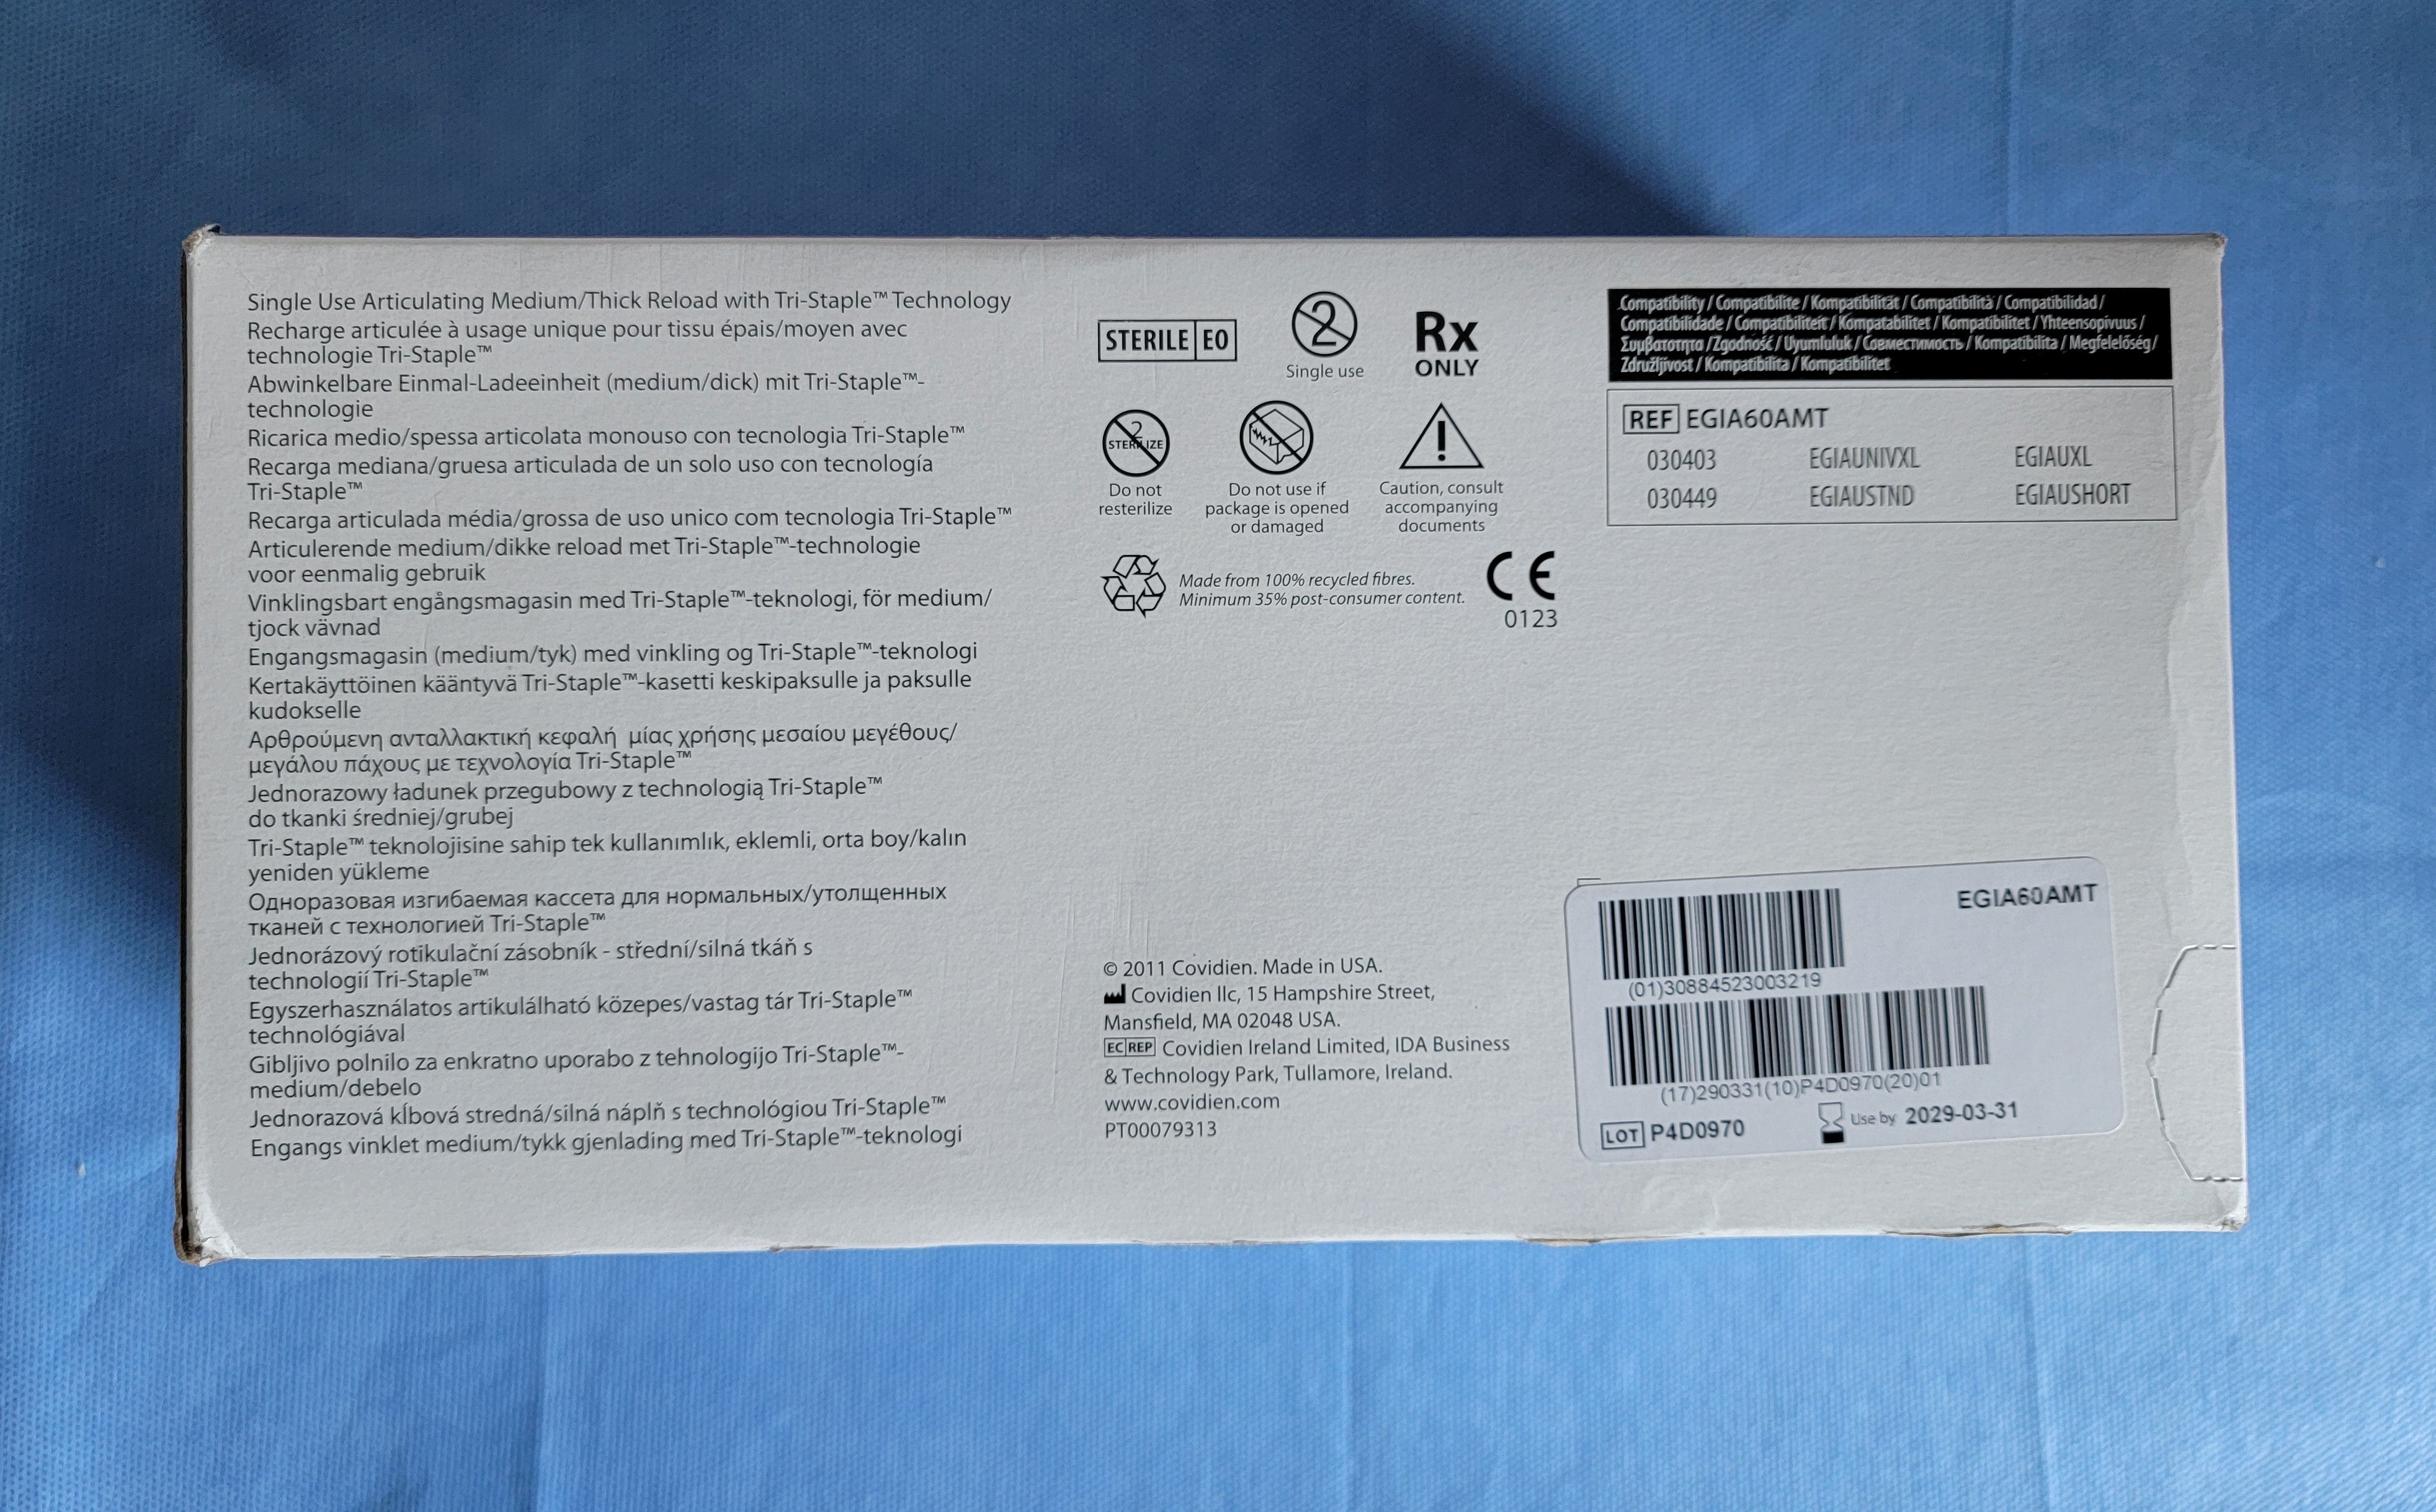 Single Use Articulating Medium/Thick Reload with Tri-Staple™ Technology
Recharge articulée à usage unique pour tissu épais/moyen avec
technologie Tri-Staple™
Abwinkelbare Einmal-Ladeeinheit (medium/dick) mit Tri-Staple™-
technologie
Ricarica medio/spessa articolata monouso con tecnologia Tri-Staple™
Recarga mediana/gruesa articulada de un solo uso con tecnología
Tri-Staple™
Recarga articulada média/grossa de uso unico com tecnologia Tri-Staple™
Articulerende medium/dikke reload met Tri-Staple™-technologie
voor eenmalig gebruik
Vinklingsbart engångsmagasin med Tri-Staple™-teknologi, för medium/
tjock vävnad
Engangsmagasin (medium/tyk) med vinkling og Tri-Staple™-teknologi
Kertakäyttöinen kääntyvä Tri-Staple™-kasetti keskipaksulle ja paksulle
kudokselle
Αρθρούμενη ανταλλακτική κεφαλή μίας χρήσης μεσαίου μεγέθους/
μεγάλου πάχους με τεχνολογία Tri-Staple™
Jednorazowy ładunek przegubowy z technologią Tri-Staple™
do tkanki średniej/grubej
Tri-Staple™ teknolojisine sahip tek kullanımlık, eklemli, orta boy/kalın
yeniden yükleme
Одноразовая изгибаемая кассета для нормальных/утолщенных
тканей с технологией Tri-Staple™
Jednorázový rotikulační zásobník - střední/silná tkáň s
technologií Tri-Staple™
Egyszerhasználatos artikulálható közepes/vastag tár Tri-Staple™
technológiával
Gibljivo polnilo za enkratno uporabo z tehnologijo Tri-Staple™-
medium/debelo
Jednorazová kĺbová stredná/silná náplň s technológiou Tri-Staple™
Engangs vinklet medium/tykk gjenlading med Tri-Staple™-teknologi
STERILE EO
2
Single use
Rx
ONLY
2
STERILIZE
Do not
resterilize
Do not use if
package is opened
or damaged
!
Caution, consult
accompanying
documents
Made from 100% recycled fibres.
Minimum 35% post-consumer content.
CE
0123
© 2011 Covidien. Made in USA.
Covidien llc, 15 Hampshire Street,
Mansfield, MA 02048 USA.
EC REP Covidien Ireland Limited, IDA Business
& Technology Park, Tullamore, Ireland.
www.covidien.com
PT00079313
Compatibility / Compatibilite / Kompatibilität / Compatibilità / Compatibilidad /
Compatibilidade / Compatibiliteit / Kompatabilitet / Kompatibilitet / Yhteensopivuus /
Συμβατοτητα / Zgodność / Uyumluluk / Совместимость / Kompatibilita / Megfelelőség /
Združljivost / Kompatibilita / Kompatibilitet
REF EGIA60AMT
030403 EGIAUNIVXL EGIAUXL
030449 EGIAUSTND EGIAUSHORT
EGIA60AMT
(01)30884523003219
(17)290331(10)P4D0970(20)01
LOT P4D0970 Use by 2029-03-31